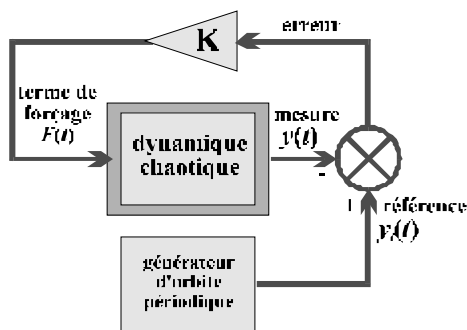 K
erreur
terme de
forçage
F(t)
dynamique
chaotique
mesure
y(t)
-
+ référence
yᵣ(t)
générateur
d'orbite
périodique